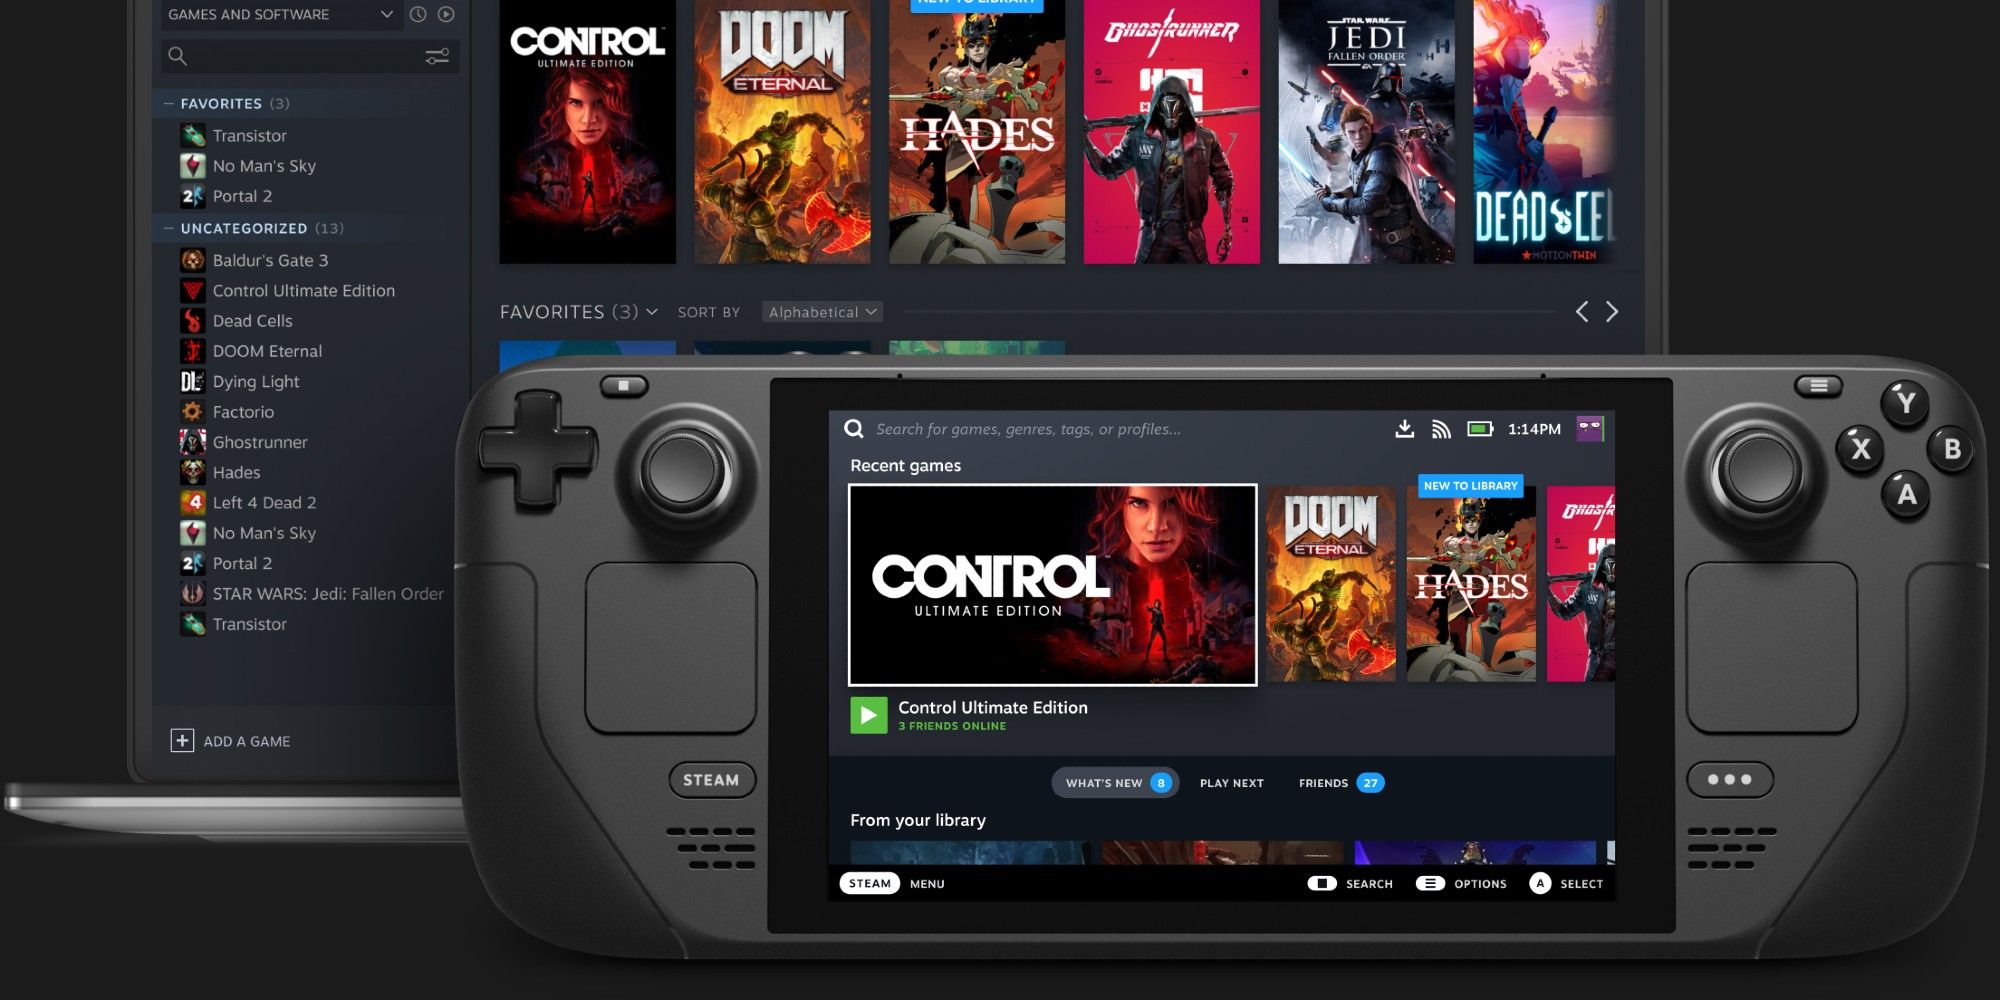 GAMES AND SOFTWARE
FAVORITES (3)
Transistor
No Man's Sky
Portal 2
UNCATEGORIZED (13)
Baldur's Gate 3
Control Ultimate Edition
Dead Cells
DOOM Eternal
Dying Light
Factorio
Ghostrunner
Hades
Left 4 Dead 2
No Man's Sky
Portal 2
STAR WARS: Jedi: Fallen Order
Transistor
ADD A GAME
CONTROL
ULTIMATE EDITION
DOOM
ETERNAL
NEW TO LIBRARY
HADES
GHOSTRUNNER
STAR WARS
JEDI
FALLEN ORDER
EA
DEAD CEL
MOTIONTWIN
FAVORITES (3) SORT BY Alphabetical
Search for games, genres, tags, or profiles... 1:14PM
Recent games
CONTROL
ULTIMATE EDITION
DOOM
ETERNAL
NEW TO LIBRARY
HADES
Control Ultimate Edition
3 FRIENDS ONLINE
WHAT'S NEW 8 PLAY NEXT FRIENDS 27
From your library
STEAM MENU SEARCH OPTIONS A SELECT
STEAM
Y
X
B
A